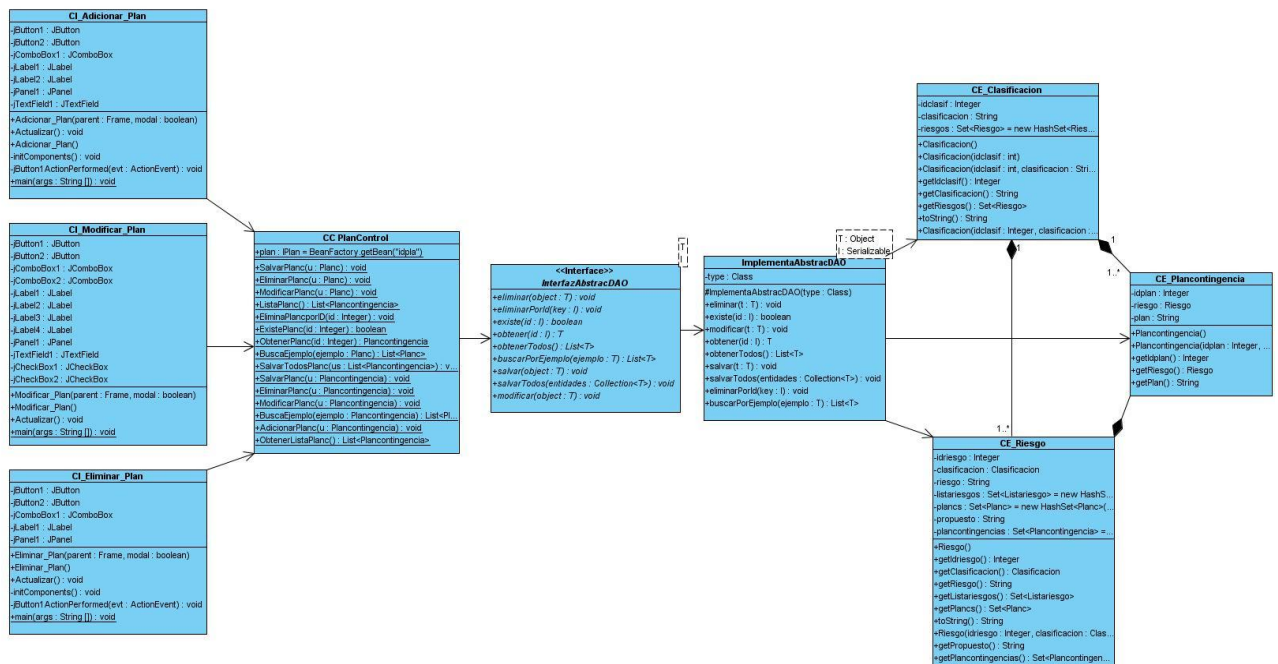 CI_Adicionar_Plan
-jButton1 : JButton
-jButton2 : JButton
-jComboBox1 : JComboBox
-jLabel1 : JLabel
-jLabel2 : JLabel
-jPanel1 : JPanel
-jTextField1 : JTextField
+Adicionar_Plan(parent : Frame, modal : boolean)
+Actualizar() : void
+Adicionar_Plan()
-initComponents() : void
-jButton1ActionPerformed(evt : ActionEvent) : void
+main(args : String []) : void
CI_Modificar_Plan
-jButton1 : JButton
-jButton2 : JButton
-jComboBox1 : JComboBox
-jComboBox2 : JComboBox
-jLabel1 : JLabel
-jLabel2 : JLabel
-jLabel3 : JLabel
-jLabel4 : JLabel
-jPanel1 : JPanel
-jTextField1 : JTextField
-jCheckBox1 : JCheckBox
-jCheckBox2 : JCheckBox
+Modificar_Plan(parent : Frame, modal : boolean)
+Modificar_Plan()
+Actualizar() : void
+main(args : String []) : void
CI_Eliminar_Plan
-jButton1 : JButton
-jButton2 : JButton
-jComboBox1 : JComboBox
-jLabel1 : JLabel
-jPanel1 : JPanel
+Eliminar_Plan(parent : Frame, modal : boolean)
+Eliminar_Plan()
+Actualizar() : void
-initComponents() : void
-jButton1ActionPerformed(evt : ActionEvent) : void
+main(args : String []) : void
CC PlanControl
+plan : IPlan = BeanFactory.getBean("idpla")
+SalvarPlanc(u : Planc) : void
+EliminarPlanc(u : Planc) : void
+ModificarPlanc(u : Planc) : void
+ListaPlanc() : List<Plancontingencia>
+EliminaPlancporID(id : Integer) : void
+ExistePlanc(id : Integer) : boolean
+ObtenerPlanc(id : Integer) : Plancontingencia
+BuscaEjemplo(ejemplo : Planc) : List<Planc>
+SalvarTodosPlanc(us : List<Plancontingencia>) : v...
+SalvarPlanc(u : Plancontingencia) : void
+EliminarPlanc(u : Plancontingencia) : void
+ModificarPlanc(u : Plancontingencia) : void
+BuscaEjemplo(ejemplo : Plancontingencia) : List<Pl...
+AdicionarPlanc(u : Plancontingencia) : void
+ObtenerListaPlanc() : List<Plancontingencia>
T
I
<<Interface>>
InterfazAbstracDAO
+eliminar(object : T) : void
+eliminarPorId(key : I) : void
+existe(id : I) : boolean
+obtener(id : I) : T
+obtenerTodos() : List<T>
+buscarPorEjemplo(ejemplo : T) : List<T>
+salvar(object : T) : void
+salvarTodos(entidades : Collection<T>) : void
+modificar(object : T) : void
T : Object
I : Serializable
ImplementaAbstracDAO
-type : Class
#ImplementaAbstracDAO(type : Class)
+eliminar(t : T) : void
+existe(id : I) : boolean
+modificar(t : T) : void
+obtener(id : I) : T
+obtenerTodos() : List<T>
+salvar(t : T) : void
+salvarTodos(entidades : Collection<T>) : void
+eliminarPorId(key : I) : void
+buscarPorEjemplo(ejemplo : T) : List<T>
CE_Clasificacion
-idclasif : Integer
-clasificacion : String
-riesgos : Set<Riesgo> = new HashSet<Ries...
+Clasificacion()
+Clasificacion(idclasif : int)
+Clasificacion(idclasif : int, clasificacion : Stri...
+getIdclasif() : Integer
+getClasificacion() : String
+getRiesgos() : Set<Riesgo>
+toString() : String
+Clasificacion(idclasif : Integer, clasificacion :...
1
1
1..*
CE_Plancontingencia
-idplan : Integer
-riesgo : Riesgo
-plan : String
+Plancontingencia()
+Plancontingencia(idplan : Integer, ...
+getIdplan() : Integer
+getRiesgo() : Riesgo
+getPlan() : String
1..*
CE_Riesgo
-idriesgo : Integer
-clasificacion : Clasificacion
-riesgo : String
-listariesgos : Set<Listariesgo> = new HashS...
-plancs : Set<Planc> = new HashSet<Planc>(...
-propuesto : String
-plancontingencias : Set<Plancontingencia> =...
+Riesgo()
+getIdriesgo() : Integer
+getClasificacion() : Clasificacion
+getRiesgo() : String
+getListariesgos() : Set<Listariesgo>
+getPlancs() : Set<Planc>
+toString() : String
+Riesgo(idriesgo : Integer, clasificacion : Clas...
+getPropuesto() : String
+getPlancontingencias() : Set<Plancontingen...